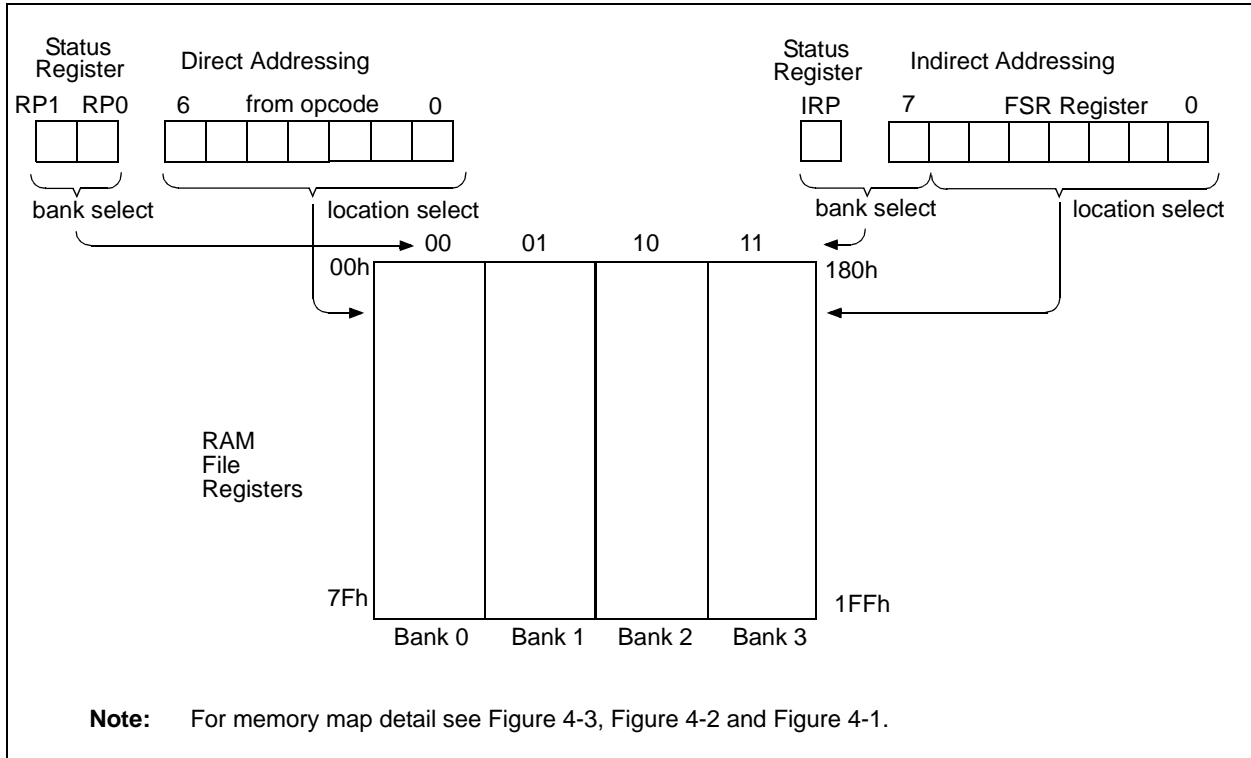 Status
Register
Direct Addressing
Status
Register
Indirect Addressing
RP1 RP0
6 from opcode 0
IRP
7 FSR Register 0
bank select
location select
bank select
location select
00 01 10 11
00h
180h
RAM
File
Registers
7Fh
1FFh
Bank 0 Bank 1 Bank 2 Bank 3
Note: For memory map detail see Figure 4-3, Figure 4-2 and Figure 4-1.